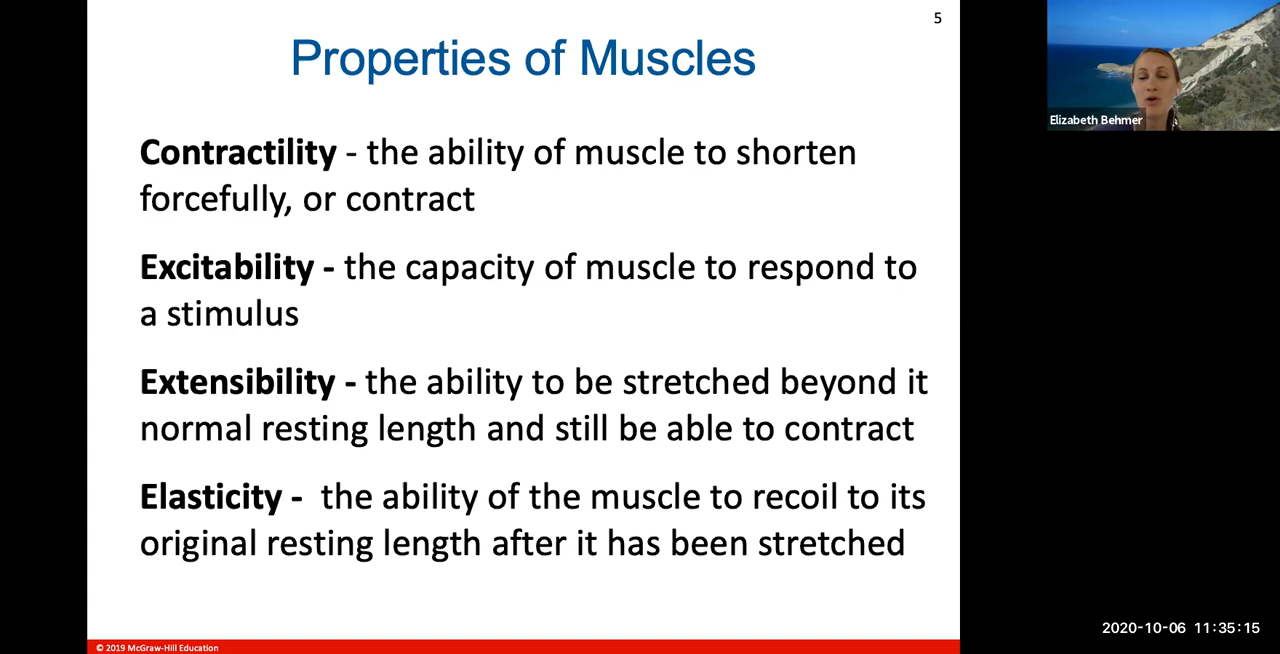 5
Properties of Muscles
Elizabeth Behmer
Contractility - the ability of muscle to shorten
forcefully, or contract
Excitability - the capacity of muscle to respond to
a stimulus
Extensibility - the ability to be stretched beyond it
normal resting length and still be able to contract
Elasticity - the ability of the muscle to recoil to its
original resting length after it has been stretched
2020-10-06 11:35:15
© 2019 McGraw-Hill Education